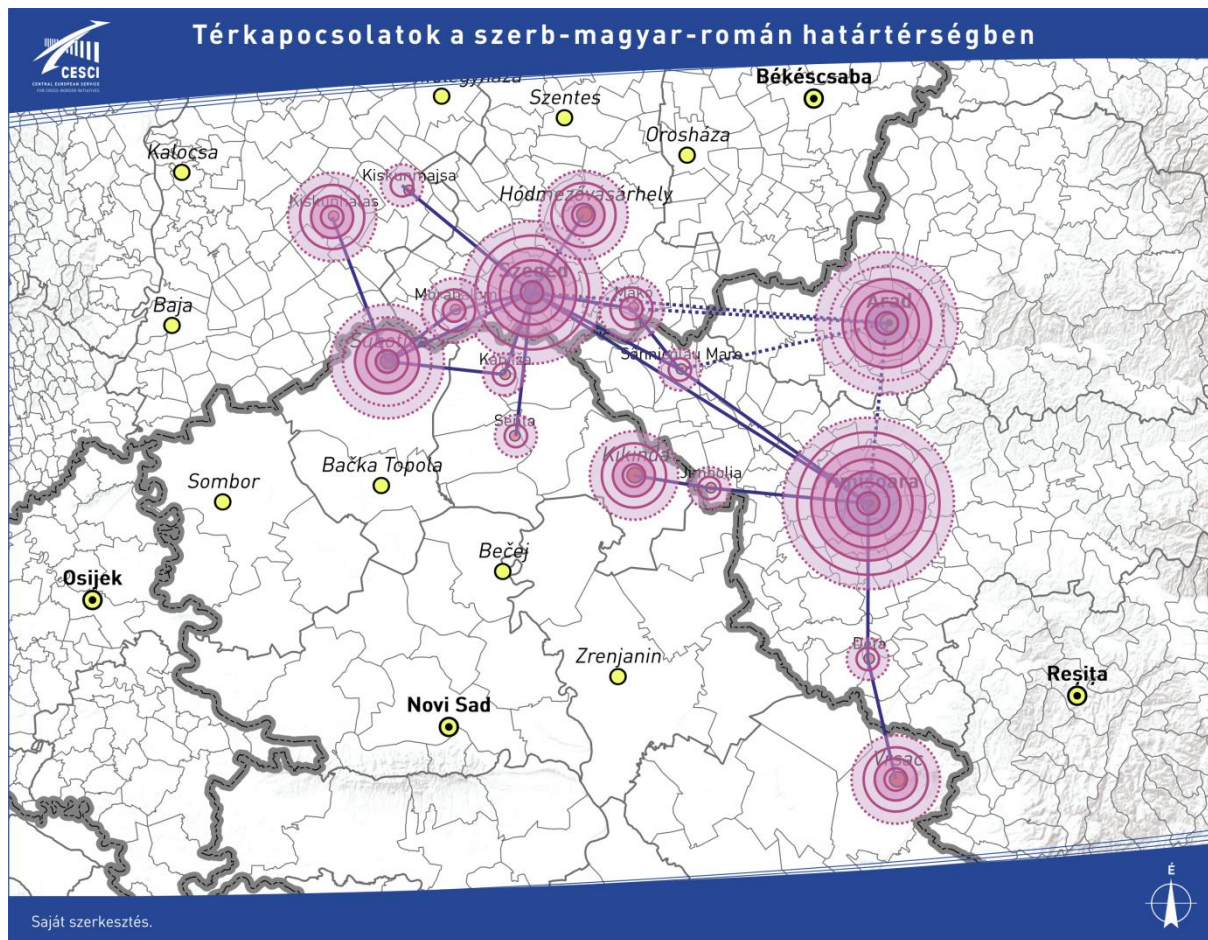 Térkapocsolatok a szerb-magyar-román határtérségben
CESCI
CENTRAL EUROPEAN SERVICE
FOR CROSS-BORDER INITIATIVES
Békéscsaba
Szentes
Orosháza
Kalocsa
Kiskunmajsa
Kiskunhalas
Hódmezővásárhely
Szeged
Baja
Arad
Sânnicolau Mare
Kanjiža
Senta
Kikinda
Jimbolia
Bačka Topola
Sombor
Bečej
Osijek
Deta
Zrenjanin
Reșița
Novi Sad
Vršac
É
Saját szerkesztés.